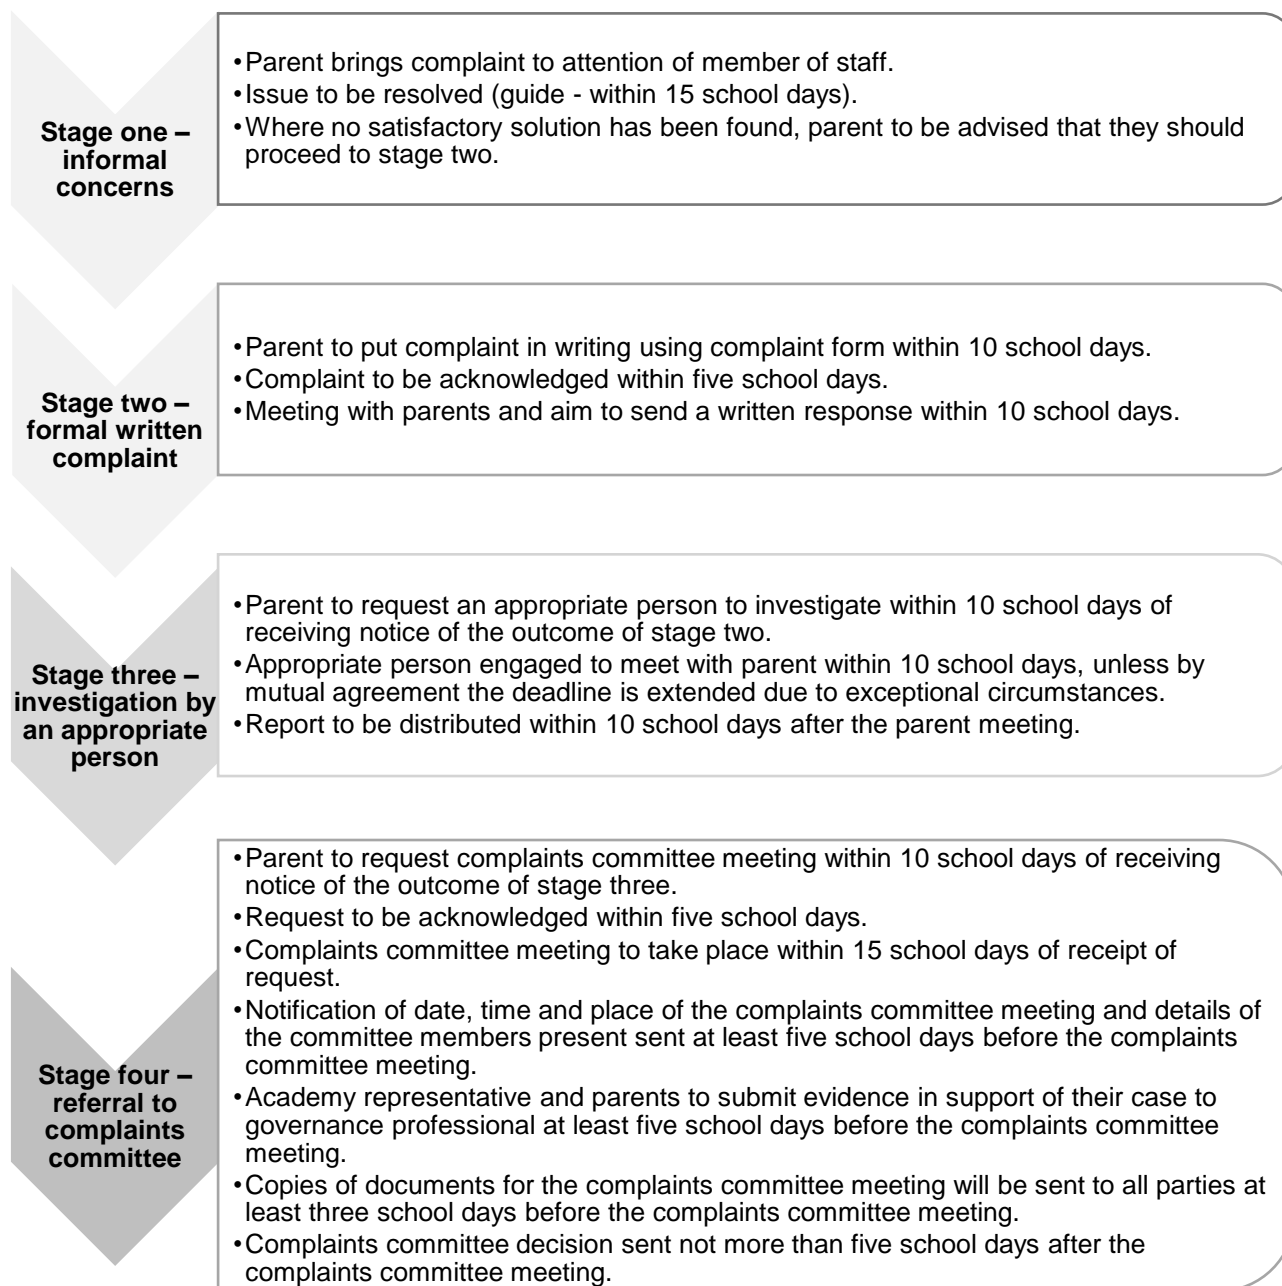 Stage one –
informal
concerns
•Parent brings complaint to attention of member of staff.
•Issue to be resolved (guide - within 15 school days).
•Where no satisfactory solution has been found, parent to be advised that they should
proceed to stage two.
Stage two –
formal written
complaint
•Parent to put complaint in writing using complaint form within 10 school days.
•Complaint to be acknowledged within five school days.
•Meeting with parents and aim to send a written response within 10 school days.
Stage three –
investigation by
an appropriate
person
•Parent to request an appropriate person to investigate within 10 school days of
receiving notice of the outcome of stage two.
•Appropriate person engaged to meet with parent within 10 school days, unless by
mutual agreement the deadline is extended due to exceptional circumstances.
•Report to be distributed within 10 school days after the parent meeting.
Stage four –
referral to
complaints
committee
•Parent to request complaints committee meeting within 10 school days of receiving
notice of the outcome of stage three.
•Request to be acknowledged within five school days.
•Complaints committee meeting to take place within 15 school days of receipt of
request.
•Notification of date, time and place of the complaints committee meeting and details of
the committee members present sent at least five school days before the complaints
committee meeting.
•Academy representative and parents to submit evidence in support of their case to
governance professional at least five school days before the complaints committee
meeting.
•Copies of documents for the complaints committee meeting will be sent to all parties at
least three school days before the complaints committee meeting.
•Complaints committee decision sent not more than five school days after the
complaints committee meeting.